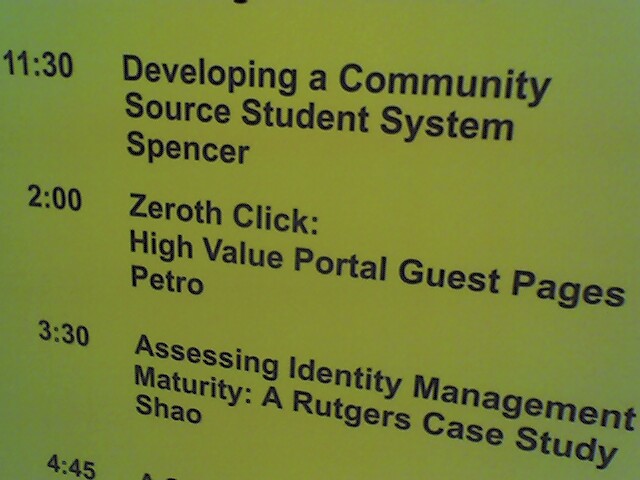 11:30 Developing a Community
Source Student System
Spencer
2:00 Zeroth Click:
High Value Portal Guest Pages
Petro
3:30 Assessing Identity Management
Maturity: A Rutgers Case Study
Shao
4:45